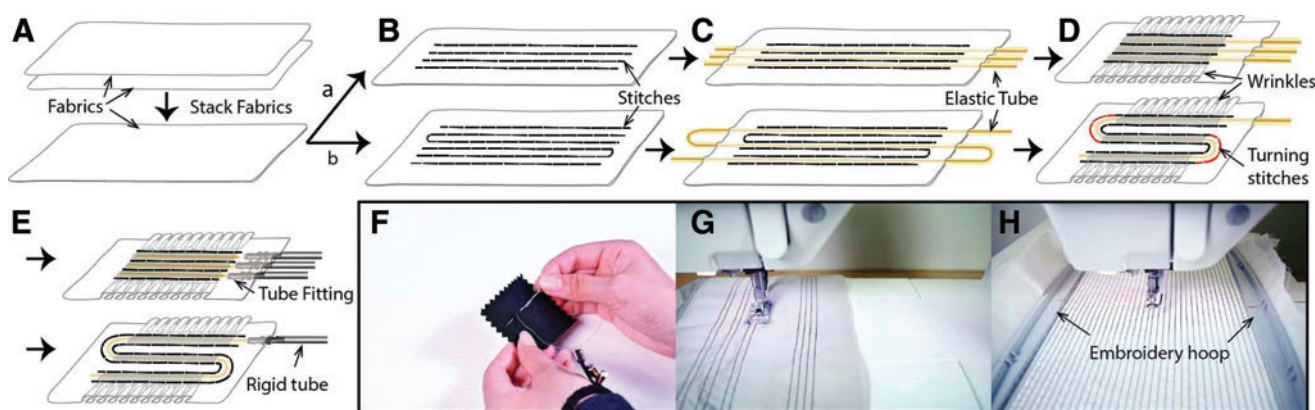 A
Fabrics
Stack Fabrics
a
b
B
Stitches
C
Elastic Tube
D
Wrinkles
Turning
stitches
E
Tube Fitting
Rigid tube
F
G
H
Embroidery hoop